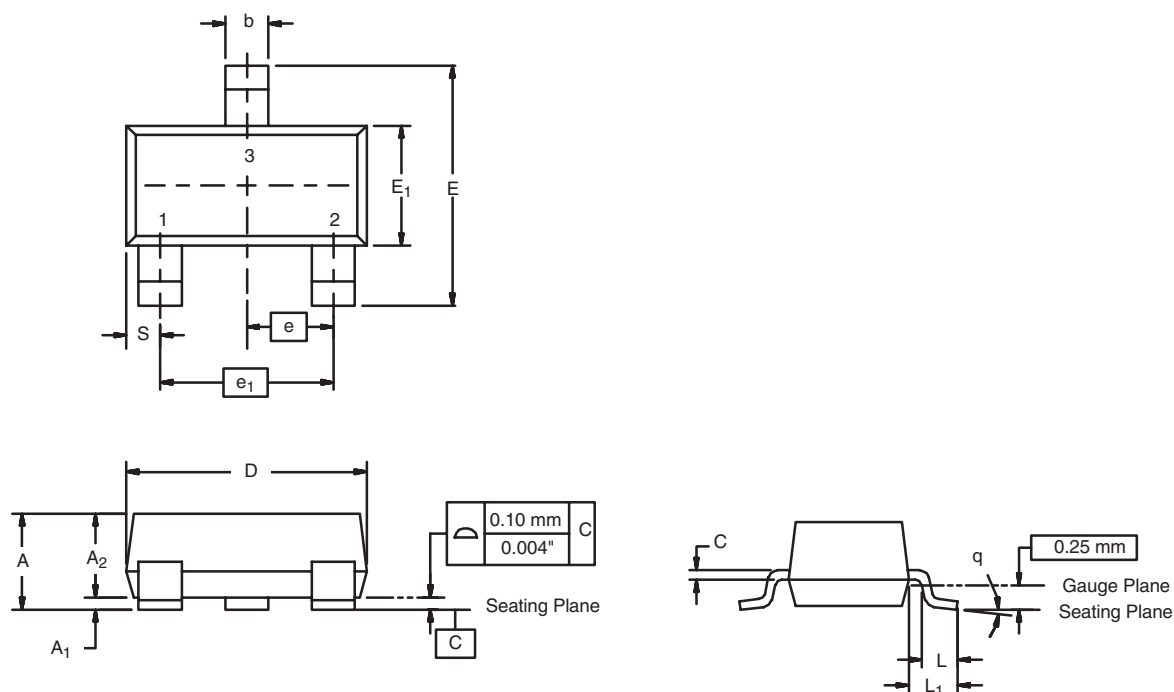 b
3
E₁
E
1
2
S
e
e₁
D
0.10 mm
C
0.004"
A
A₂
Seating Plane
A₁
C
C
q
0.25 mm
Gauge Plane
Seating Plane
L
L₁